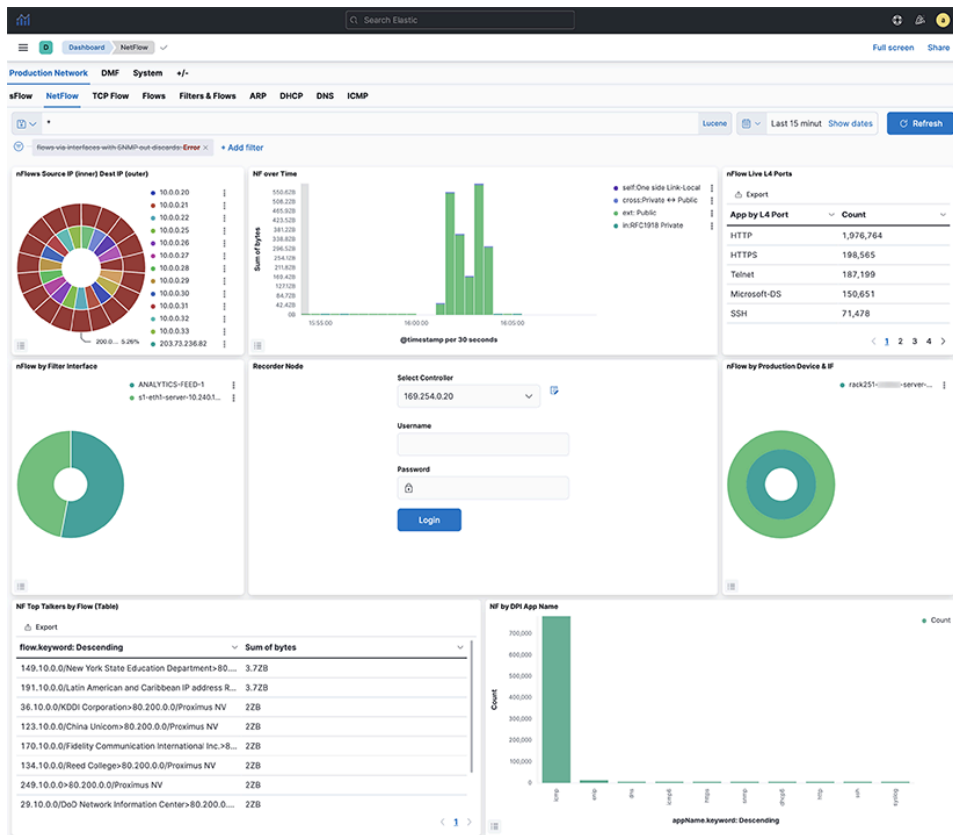 Search Elastic
a
D
Dashboard
NetFlow
Full screen
Share
Production Network
DMF
System
+/-
sFlow
NetFlow
TCP Flow
Flows
Filters & Flows
ARP
DHCP
DNS
ICMP
*
Lucene
Last 15 minut
Show dates
Refresh
flows via interfaces with SNMP out discards: Error ×
+ Add filter
nFlows Source IP (inner) Dest IP (outer)
10.0.0.20
10.0.0.21
10.0.0.22
10.0.0.25
10.0.0.26
10.0.0.27
10.0.0.28
10.0.0.29
10.0.0.30
10.0.0.31
10.0.0.32
10.0.0.33
203.73.236.82
200.0... 5.26%
NF over Time
Sum of bytes
550.62B
508.22B
465.92B
423.52B
381.22B
338.82B
296.52B
254.12B
211.82B
169.42B
127.12B
84.72B
42.42B
0B
15:55:00
16:00:00
16:05:00
@timestamp per 30 seconds
self:One side Link-Local
cross:Private ↔ Public
ext: Public
in:RFC1918 Private
nFlow Live L4 Ports
Export
App by L4 Port
Count
HTTP 1,976,764
HTTPS 198,565
Telnet 187,199
Microsoft-DS 150,651
SSH 71,478
1 2 3 4
nFlow by Filter Interface
ANALYTICS-FEED-1
s1-eth1-server-10.240.1...
Recorder Node
Select Controller
169.254.0.20
Username
Password
Login
nFlow by Production Device & IF
rack251- -server-...
NF Top Talkers by Flow (Table)
Export
flow.keyword: Descending
Sum of bytes
149.10.0.0/New York State Education Department>80.... 3.7ZB
191.10.0.0/Latin American and Caribbean IP address R... 3.7ZB
36.10.0.0/KDDI Corporation>80.200.0.0/Proximus NV 2ZB
123.10.0.0/China Unicom>80.200.0.0/Proximus NV 2ZB
170.10.0.0/Fidelity Communication International Inc.>8... 2ZB
134.10.0.0/Reed College>80.200.0.0/Proximus NV 2ZB
249.10.0.0>80.200.0.0/Proximus NV 2ZB
29.10.0.0/DoD Network Information Center>80.200.0.... 2ZB
1
NF by DPI App Name
Count
Count
700,000
600,000
500,000
400,000
300,000
200,000
100,000
0
icmp
dns
icmp6
https
snmp
dhcp6
http
ssh
syslog
appName.keyword: Descending